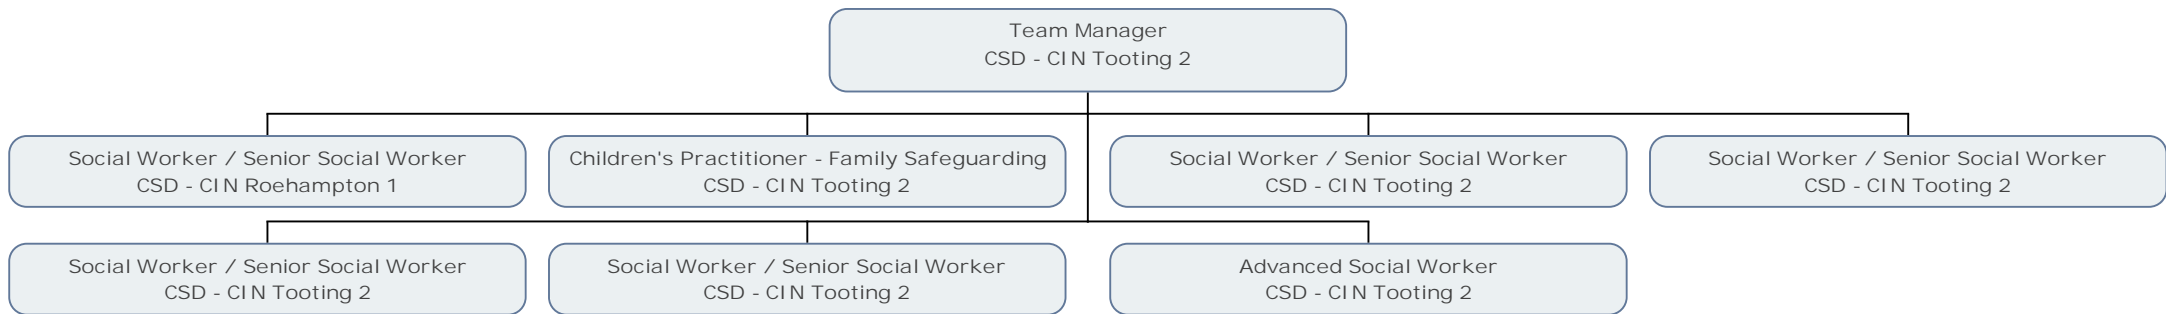 Team Manager
CSD - CIN Tooting 2
Social Worker / Senior Social Worker
CSD - CIN Roehampton 1
Children's Practitioner - Family Safeguarding
CSD - CIN Tooting 2
Social Worker / Senior Social Worker
CSD - CIN Tooting 2
Social Worker / Senior Social Worker
CSD - CIN Tooting 2
Social Worker / Senior Social Worker
CSD - CIN Tooting 2
Social Worker / Senior Social Worker
CSD - CIN Tooting 2
Advanced Social Worker
CSD - CIN Tooting 2